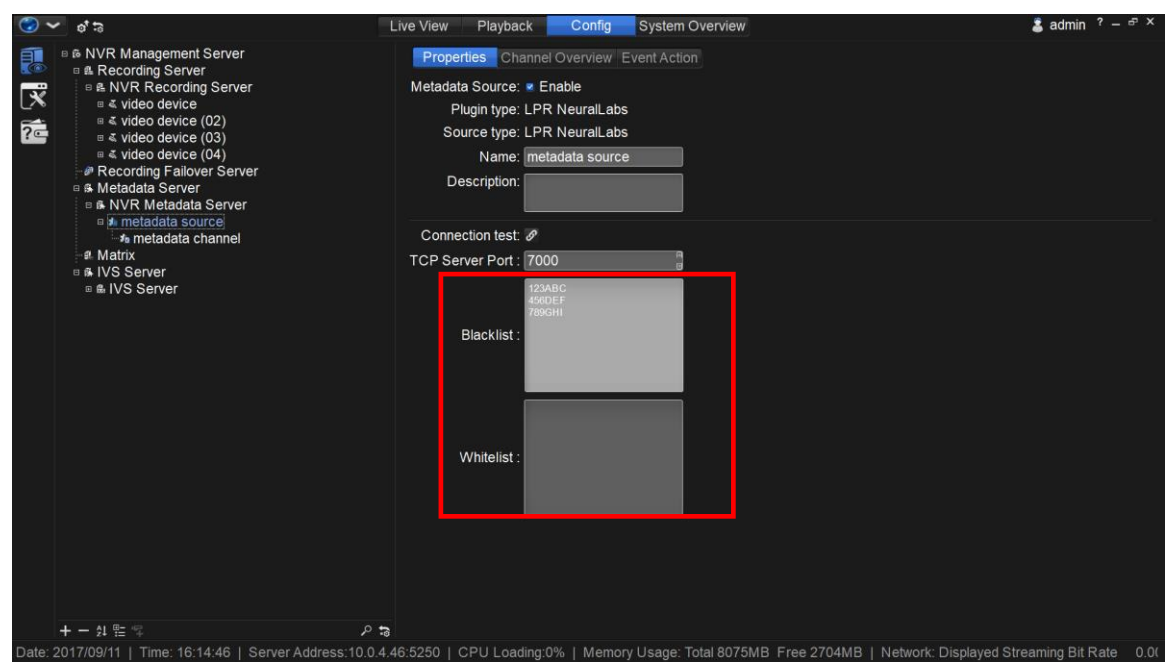 Live View Playback Config System Overview admin ?
NVR Management Server
Recording Server
NVR Recording Server
video device
video device (02)
video device (03)
video device (04)
Recording Failover Server
Metadata Server
NVR Metadata Server
metadata source
metadata channel
Matrix
IVS Server
IVS Server
Properties Channel Overview Event Action
Metadata Source: Enable
Plugin type: LPR NeuralLabs
Source type: LPR NeuralLabs
Name: metadata source
Description:
Connection test:
TCP Server Port : 7000
Blacklist :
123ABC
456DEF
789GHI
Whitelist :
Date: 2017/09/11 | Time: 16:14:46 | Server Address:10.0.4.46:5250 | CPU Loading:0% | Memory Usage: Total 8075MB Free 2704MB | Network: Displayed Streaming Bit Rate 0.0(